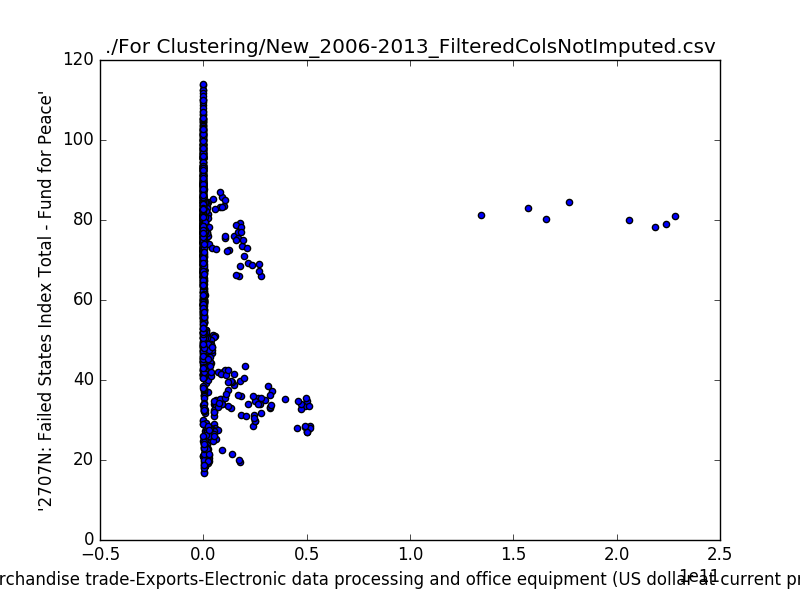 ./For Clustering/New_2006-2013_FilteredColsNotImputed.csv
'2707N: Failed States Index Total - Fund for Peace'
120
100
80
60
40
20
0
−0.5 0.0 0.5 1.0 1.5 2.0 2.5
1e11
rchandise trade-Exports-Electronic data processing and office equipment (US dollar at current pr